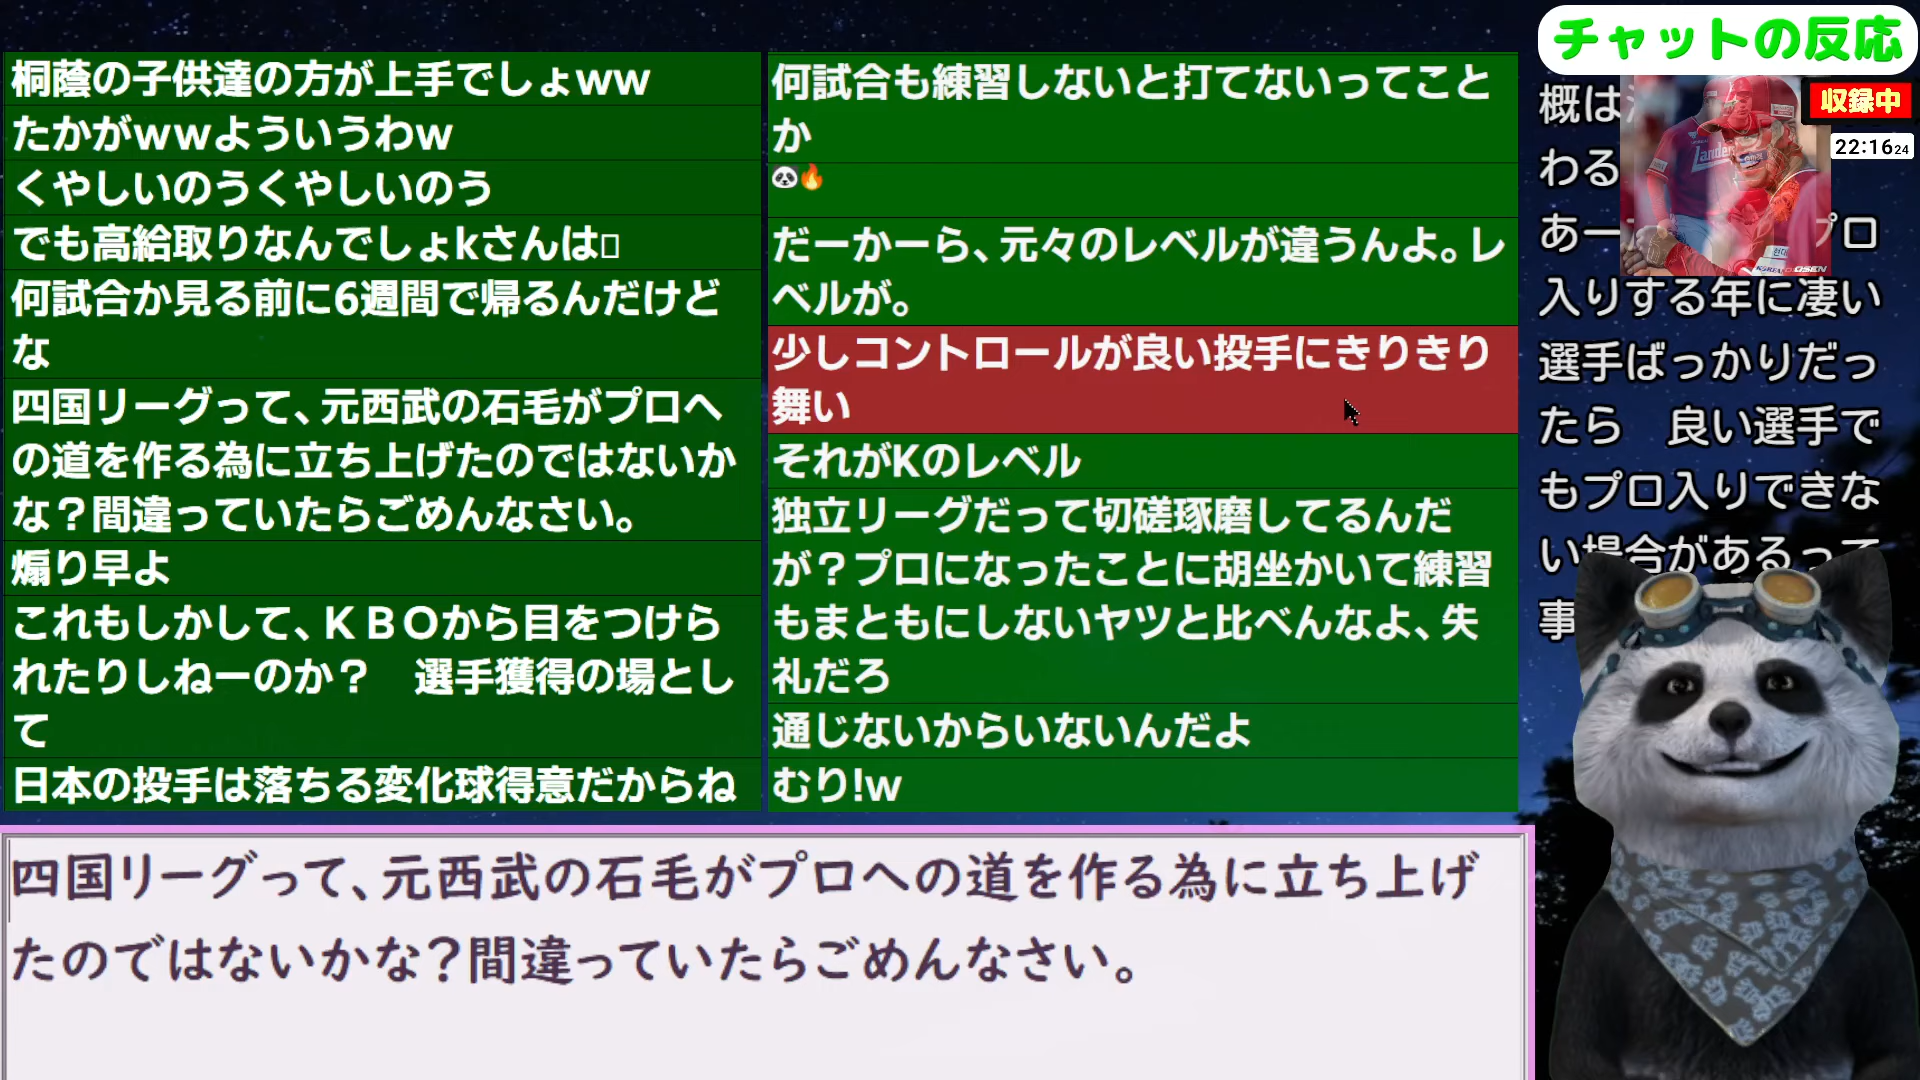 桐蔭の子供達の方が上手でしょww
たかがwwよういうわw
くやしいのうくやしいのう
でも高給取りなんでしょkさんは
何試合か見る前に6週間で帰るんだけど
な
四国リーグって、元西武の石毛がプロへ
の道を作る為に立ち上げたのではないか
な？間違っていたらごめんなさい。
煽り早よ
これもしかして、ＫＢＯから目をつけら
れたりしねーのか？　選手獲得の場とし
て
日本の投手は落ちる変化球得意だからね
何試合も練習しないと打てないってこと
か
🐼🔥
だーかーら、元々のレベルが違うんよ。レ
ベルが。
少しコントロールが良い投手にきりきり
舞い
それがKのレベル
独立リーグだって切磋琢磨してるんだ
が？プロになったことに胡坐かいて練習
もまともにしないヤツと比べんなよ、失
礼だろ
通じないからいないんだよ
むり!w
チャットの反応
収録中
22:16 24
概は
わる
あー
プロ
入りする年に凄い
選手ばっかりだっ
たら　良い選手で
もプロ入りできな
い場合があるって
事
四国リーグって、元西武の石毛がプロへの道を作る為に立ち上げ
たのではないかな？間違っていたらごめんなさい。